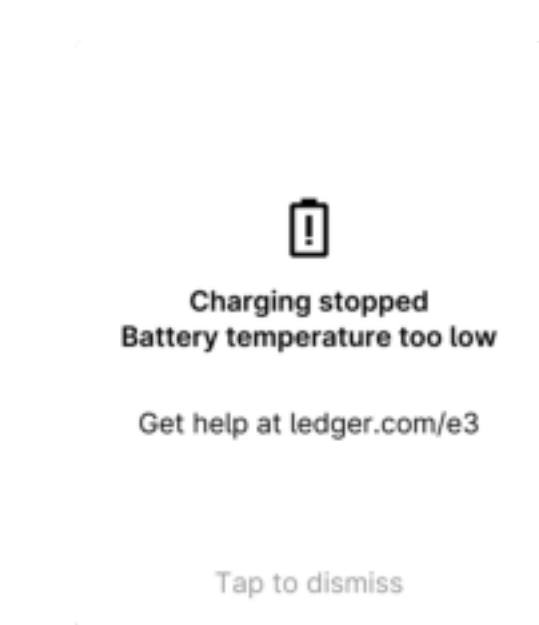 Charging stopped
Battery temperature too low
Get help at ledger.com/e3
Tap to dismiss